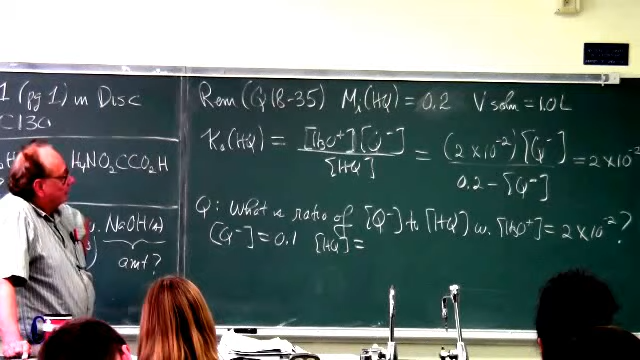 1 (pg 1) in Disc
C130
H4NO2CCO2H
NaOH(s)
amt?
Rem (Q18-35) Mi(HQ) = 0.2 Vsoln = 1.0 L
Ka(HQ) = [H3O+][Q-] / [HQ] = (2 x 10-2)[Q-] / 0.2 - [Q-] = 2 x 10-2
Q: What is ratio of [Q-] to [HQ] w. [H3O+] = 2 x 10-2?
[Q-] = 0.1 [HQ] =